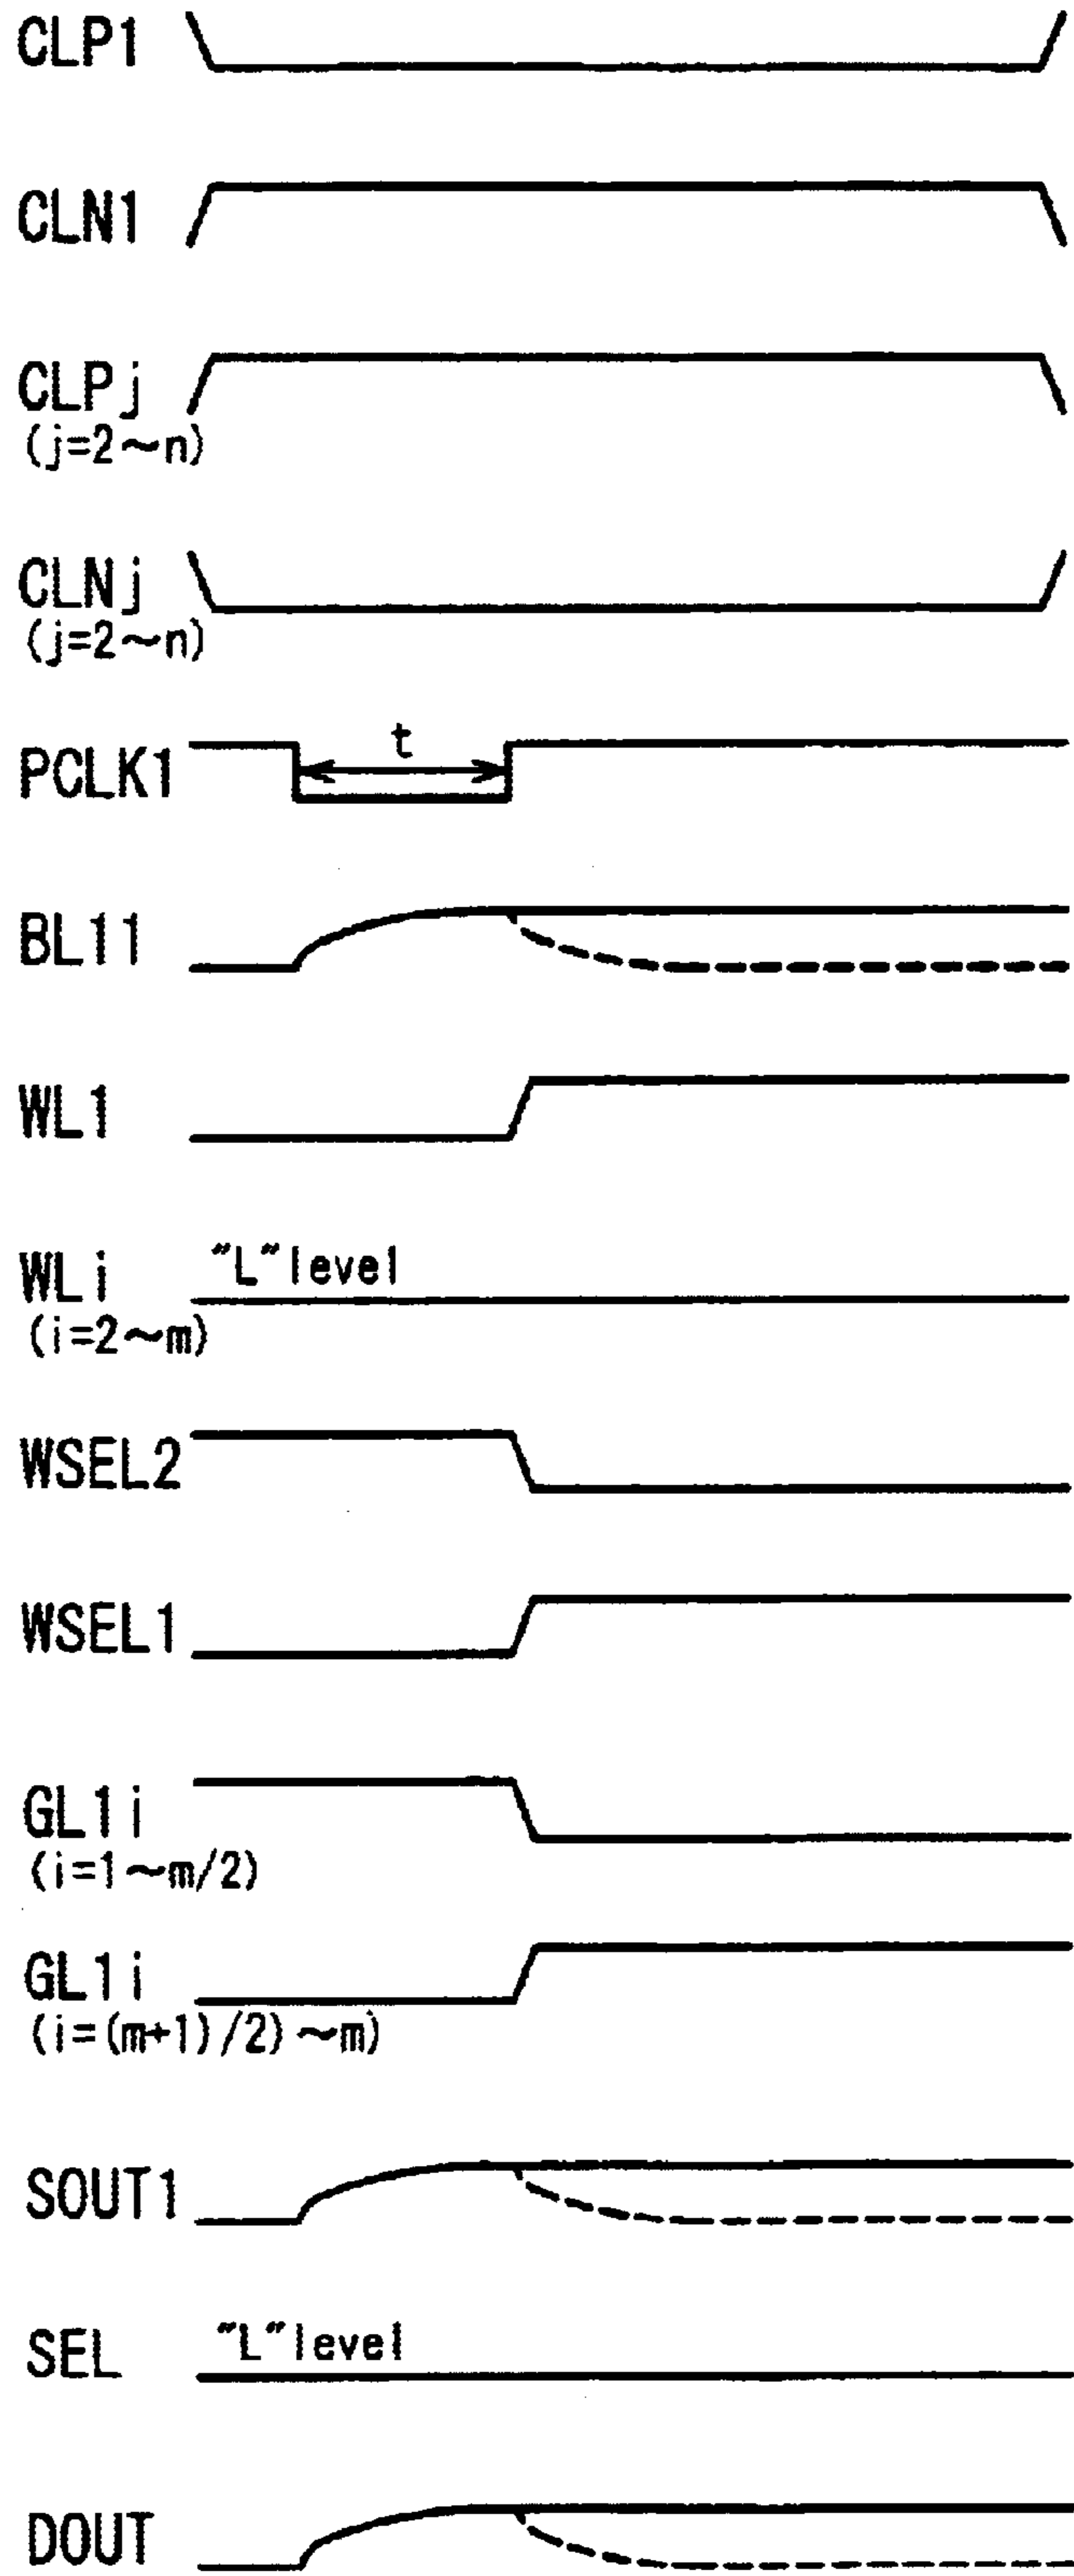 CLP1
CLN1
CLPj
(j=2~n)
CLNj
(j=2~n)
t
PCLK1
BL11
WL1
"L"level
WLi
(i=2~m)
WSEL2
WSEL1
GL1i
(i=1~m/2)
GL1i
(i=(m+1)/2)~m)
SOUT1
"L"level
SEL
DOUT